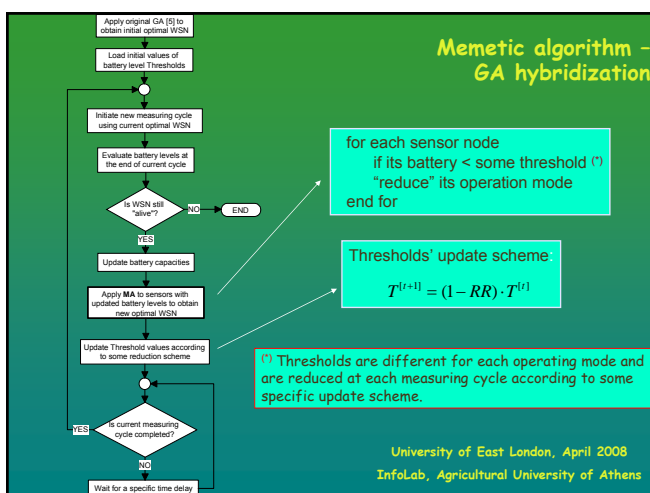 Memetic algorithm –
GA hybridization
Apply original GA [5] to
obtain initial optimal WSN
Load initial values of
battery level Thresholds
Initiate new measuring cycle
using current optimal WSN
Evaluate battery levels at
the end of current cycle
Is WSN still
"alive"?
NO
END
YES
Update battery capacities
Apply MA to sensors with
updated battery levels to obtain
new optimal WSN
Update Threshold values according
to some reduction scheme
Is current measuring
cycle completed?
YES
NO
Wait for a specific time delay
for each sensor node
if its battery < some threshold (*)
“reduce” its operation mode
end for
Thresholds’ update scheme:
T^[t+1] = (1 − RR) · T^[t]
(*) Thresholds are different for each operating mode and
are reduced at each measuring cycle according to some
specific update scheme.
University of East London, April 2008
InfoLab, Agricultural University of Athens